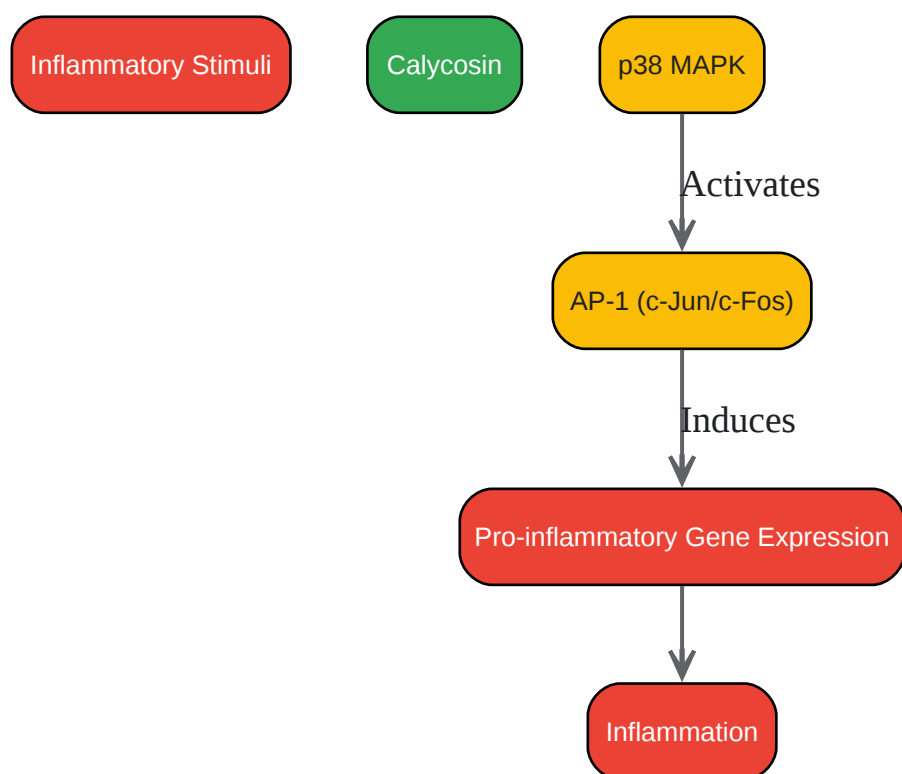 Inflammatory Stimuli
Calycosin
p38 MAPK
Activates
AP-1 (c-Jun/c-Fos)
Induces
Pro-inflammatory Gene Expression
Inflammation